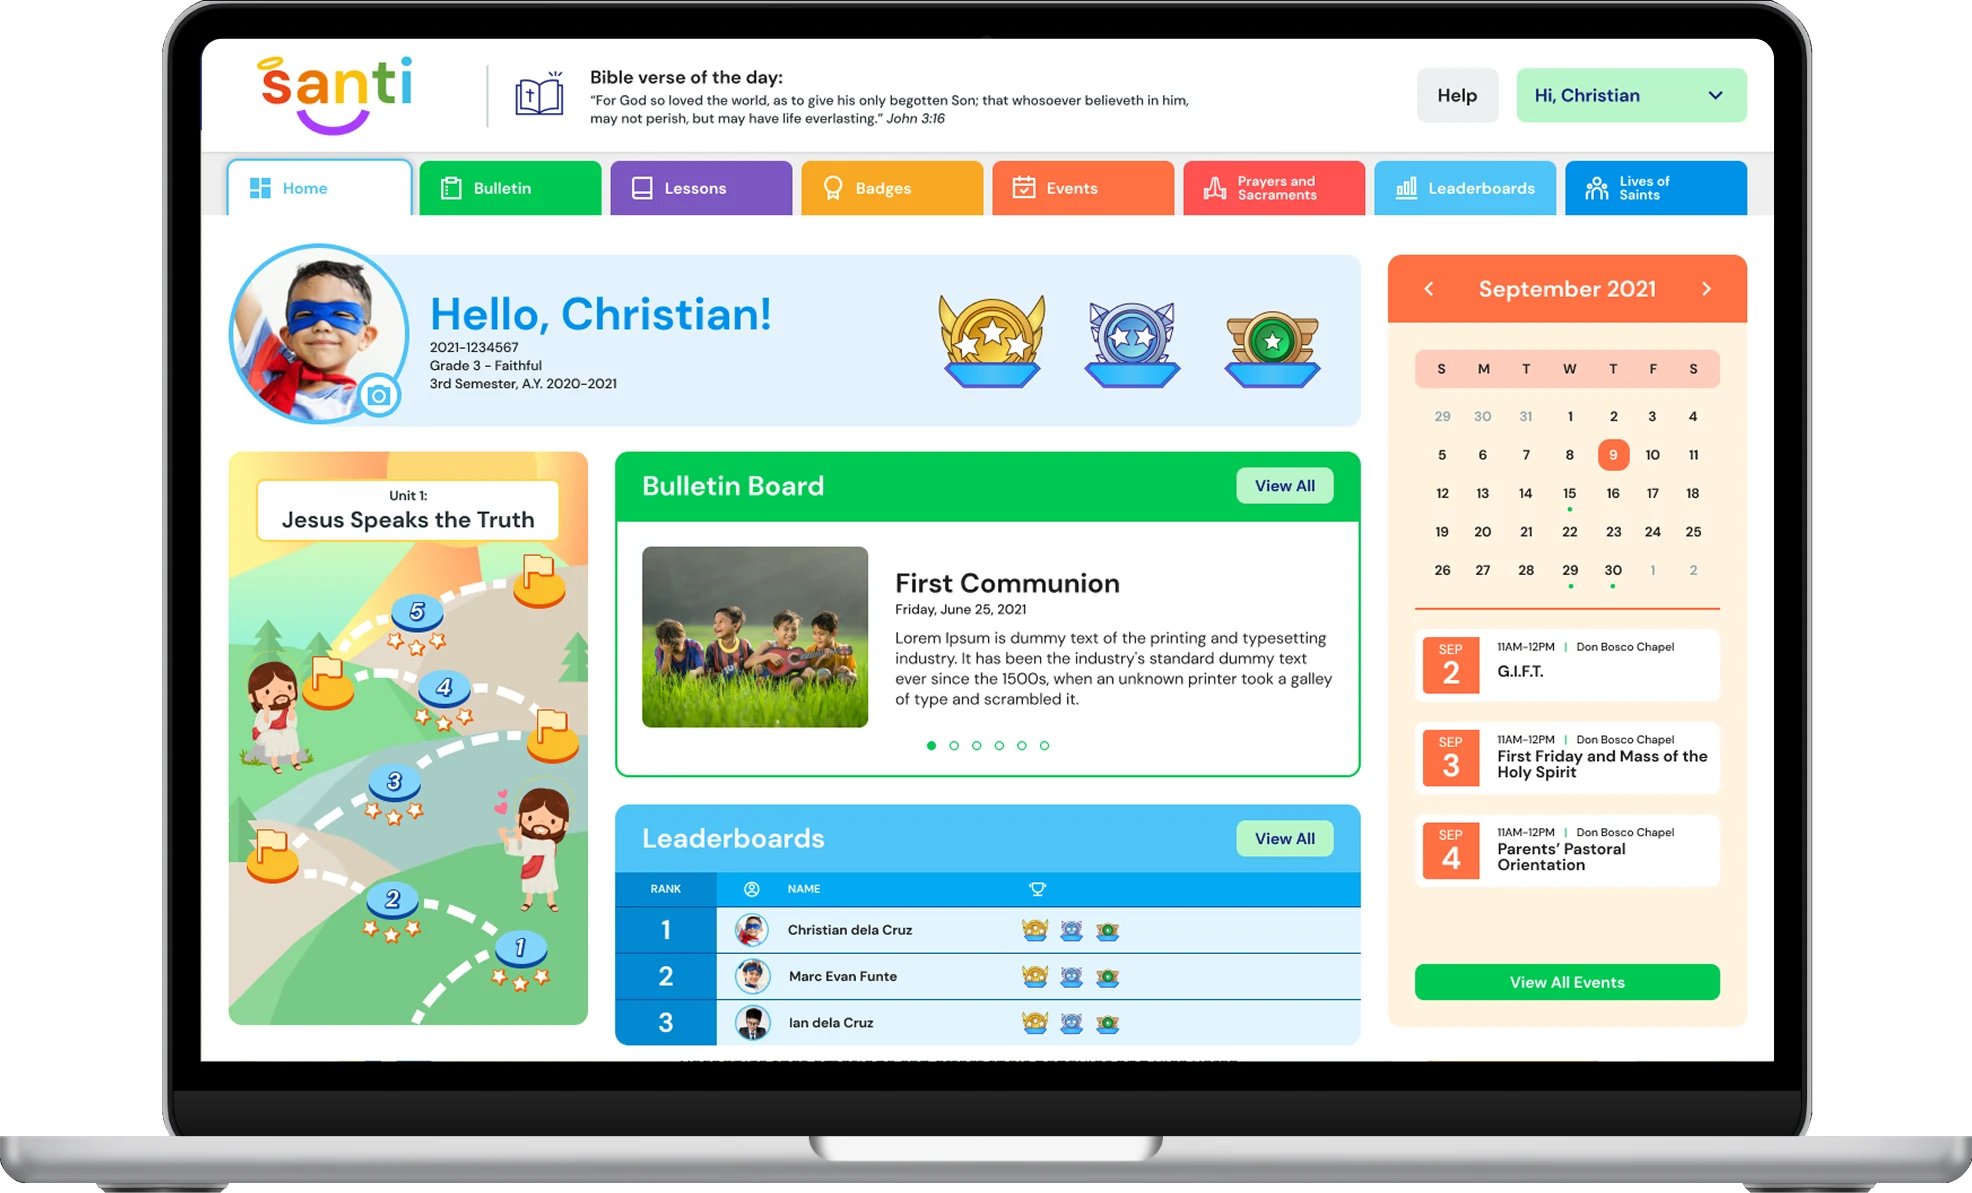 santi
Bible verse of the day:
“For God so loved the world, as to give his only begotten Son; that whosoever believeth in him,
may not perish, but may have life everlasting.” John 3:16
Help
Hi, Christian
Home
Bulletin
Lessons
Badges
Events
Prayers and
Sacraments
Leaderboards
Lives of
Saints
Hello, Christian!
2021-1234567
Grade 3 - Faithful
3rd Semester, A.Y. 2020-2021
Unit 1:
Jesus Speaks the Truth
5
4
3
2
1
Bulletin Board
View All
First Communion
Friday, June 25, 2021
Lorem Ipsum is dummy text of the printing and typesetting
industry. It has been the industry's standard dummy text
ever since the 1500s, when an unknown printer took a galley
of type and scrambled it.
Leaderboards
View All
RANK NAME
1 Christian dela Cruz
2 Marc Evan Funte
3 Ian dela Cruz
September 2021
S M T W T F S
29 30 31 1 2 3 4
5 6 7 8 9 10 11
12 13 14 15 16 17 18
19 20 21 22 23 24 25
26 27 28 29 30 1 2
SEP
2
11AM-12PM | Don Bosco Chapel
G.I.F.T.
SEP
3
11AM-12PM | Don Bosco Chapel
First Friday and Mass of the
Holy Spirit
SEP
4
11AM-12PM | Don Bosco Chapel
Parents’ Pastoral
Orientation
View All Events